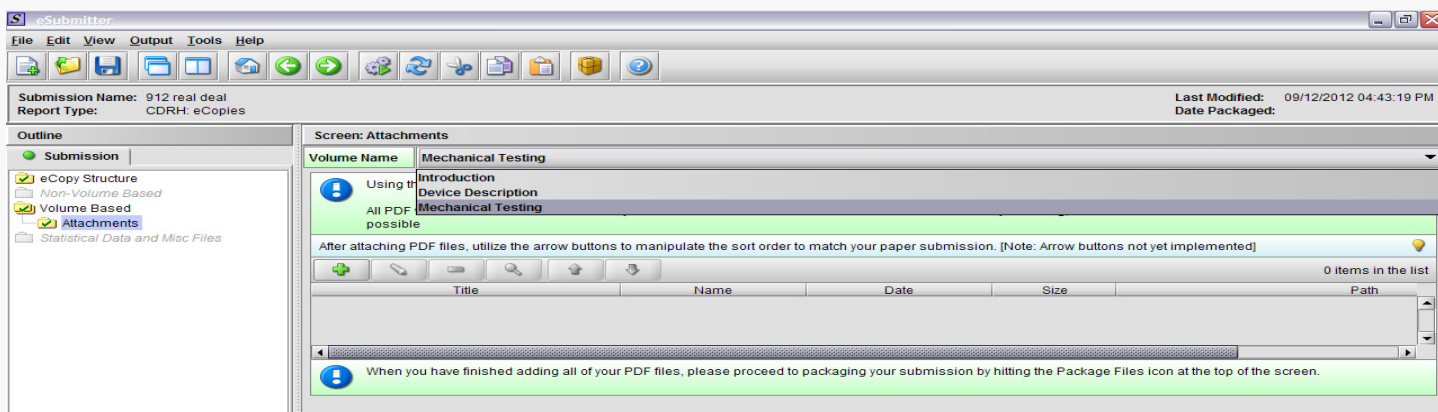 eSubmitter
File Edit View Output Tools Help
Submission Name: 912 real deal
Last Modified: 09/12/2012 04:43:19 PM
Report Type: CDRH: eCopies
Date Packaged:
Outline
Screen: Attachments
Submission
Volume Name Mechanical Testing
eCopy Structure
Non-Volume Based
Volume Based
Attachments
Statistical Data and Misc Files
Introduction
Using th
Device Description
Mechanical Testing
All PDF
possible
After attaching PDF files, utilize the arrow buttons to manipulate the sort order to match your paper submission. [Note: Arrow buttons not yet implemented]
0 items in the list
Title Name Date Size Path
When you have finished adding all of your PDF files, please proceed to packaging your submission by hitting the Package Files icon at the top of the screen.